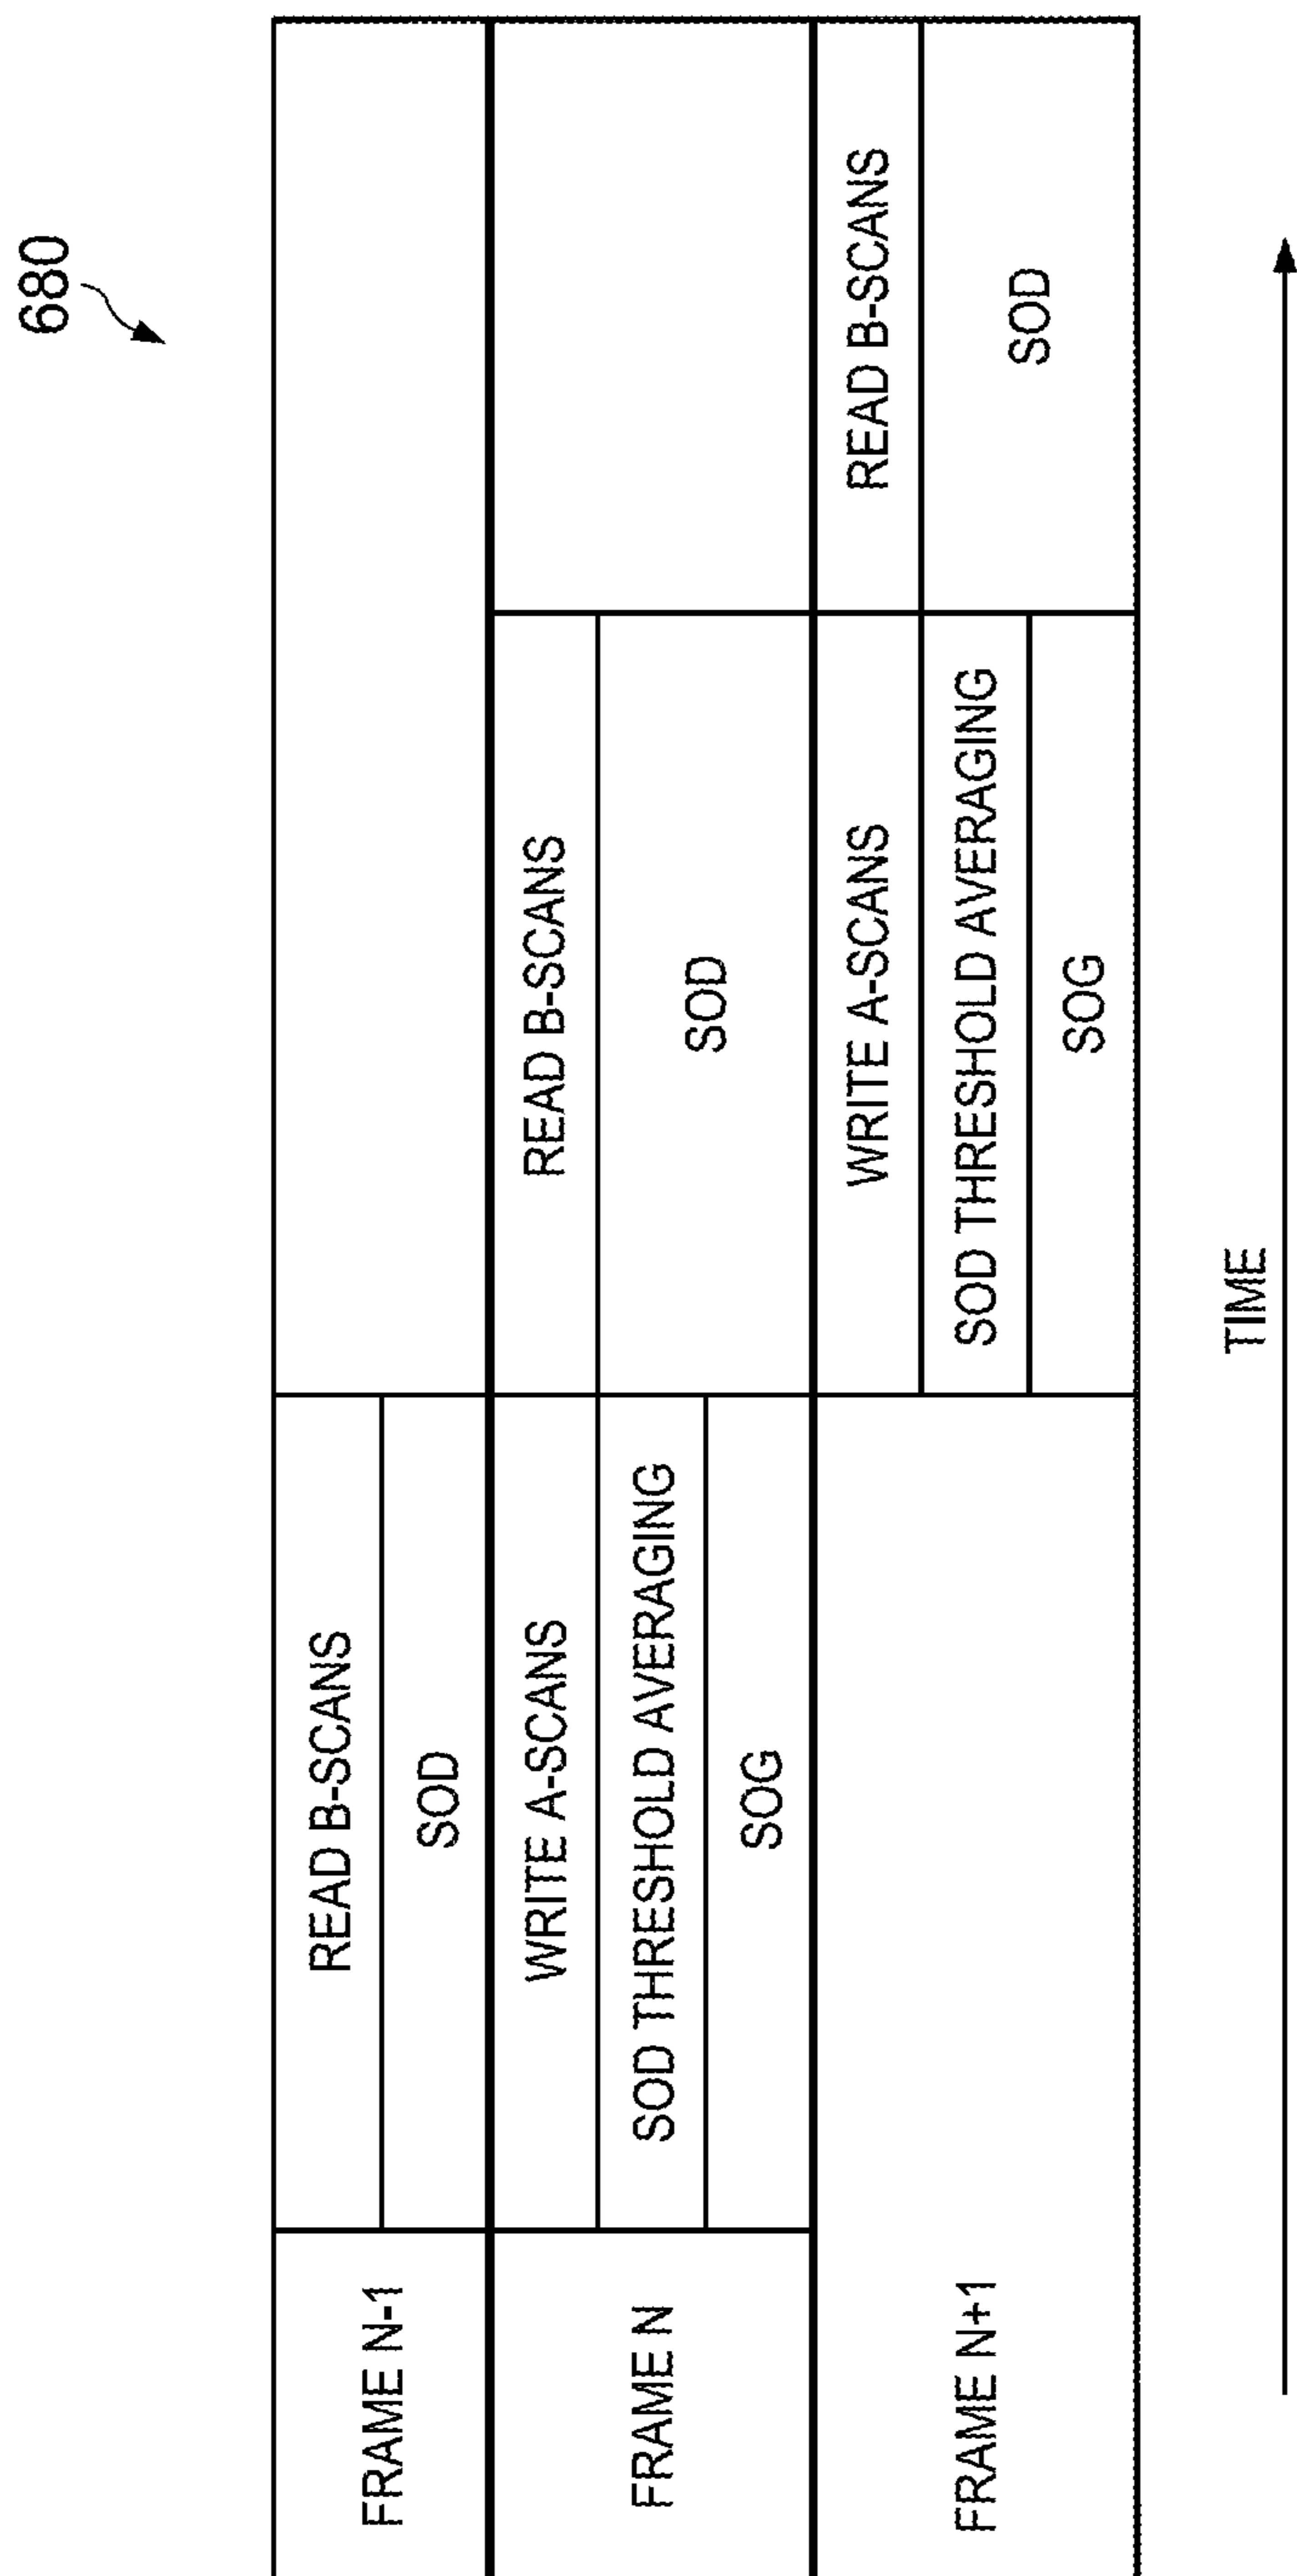 680
FRAME N-1
READ B-SCANS
SOD
FRAME N
WRITE A-SCANS
READ B-SCANS
SOD THRESHOLD AVERAGING
SOD
SOG
FRAME N+1
WRITE A-SCANS
READ B-SCANS
SOD THRESHOLD AVERAGING
SOD
SOG
TIME